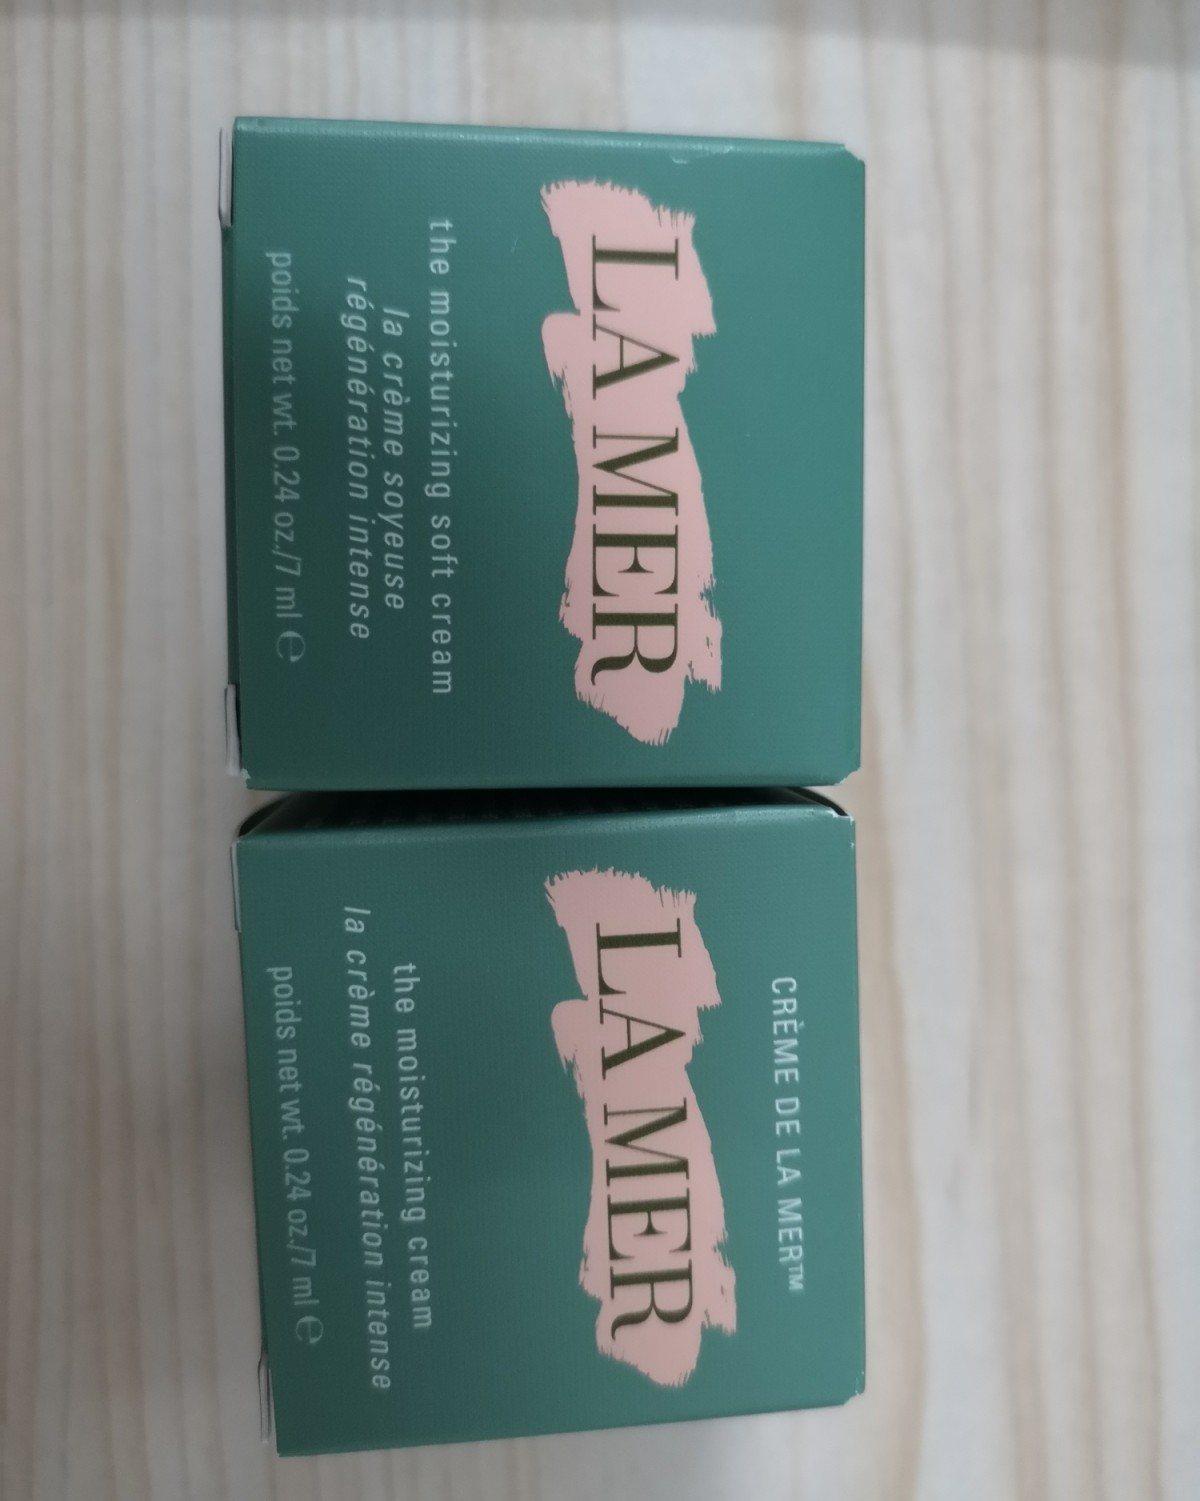 LA MER
the moisturizing soft cream
la crème soyeuse
régénération intense
poids net wt. 0.24 oz./7 ml ℮
CRÈME DE LA MER™
LA MER
the moisturizing cream
la crème régénération intense
poids net wt. 0.24 oz./7 ml ℮